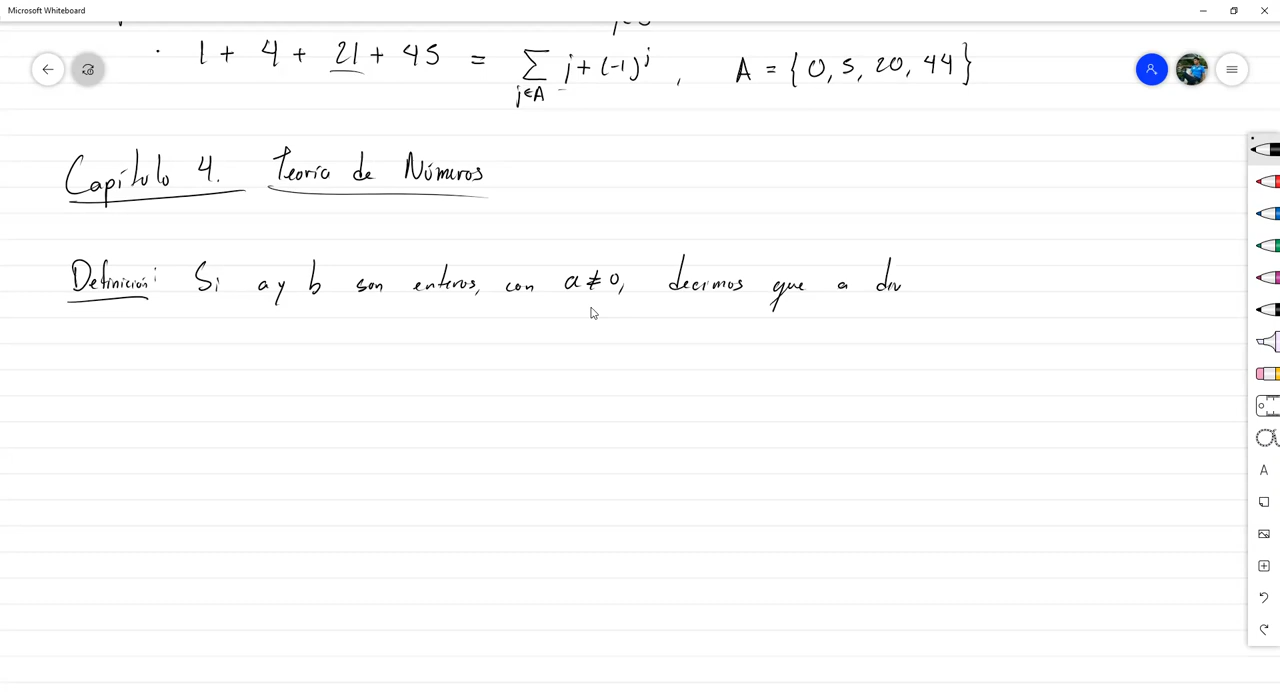 Microsoft Whiteboard
· 1 + 4 + 21 + 45 = ∑ j + (-1)^j , A = {0, 5, 20, 44}
j∈A
Capítulo 4. Teoría de Números
Definición: Si a y b son enteros, con a ≠ 0, decimos que a div
A